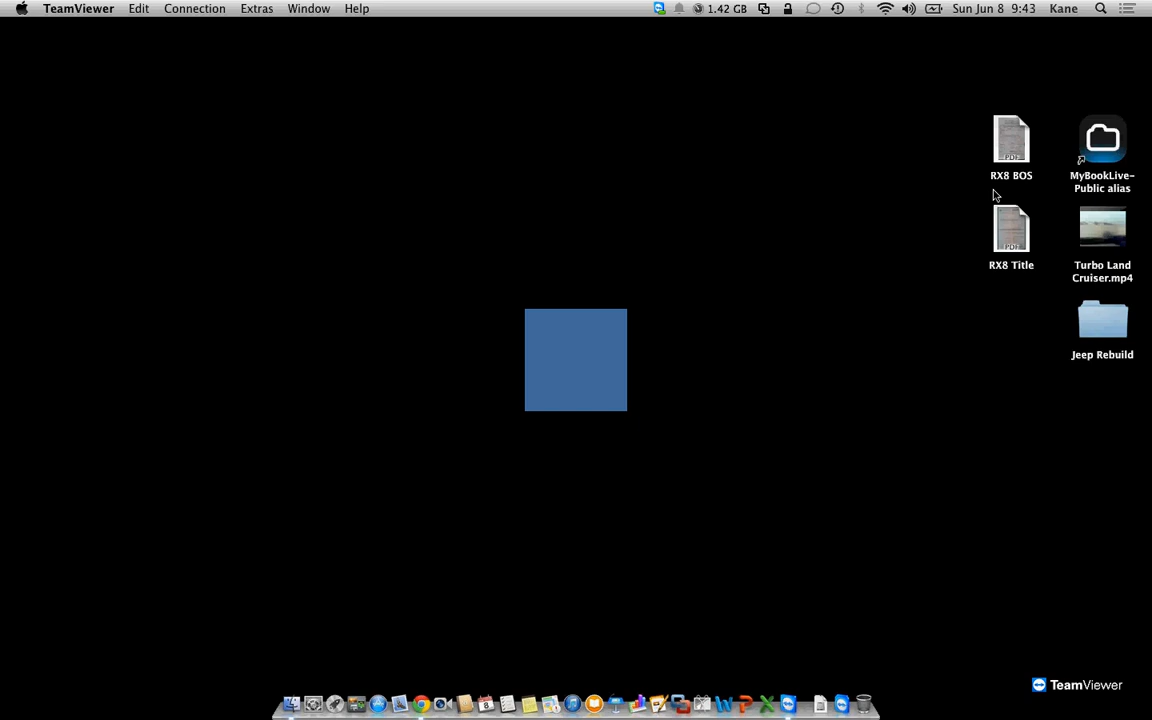 TeamViewer Edit Connection Extras Window Help 1.42 GB Sun Jun 8 9:43 Kane
RX8 BOS
MyBookLive-
Public alias
RX8 Title
Turbo Land
Cruiser.mp4
Jeep Rebuild
TeamViewer